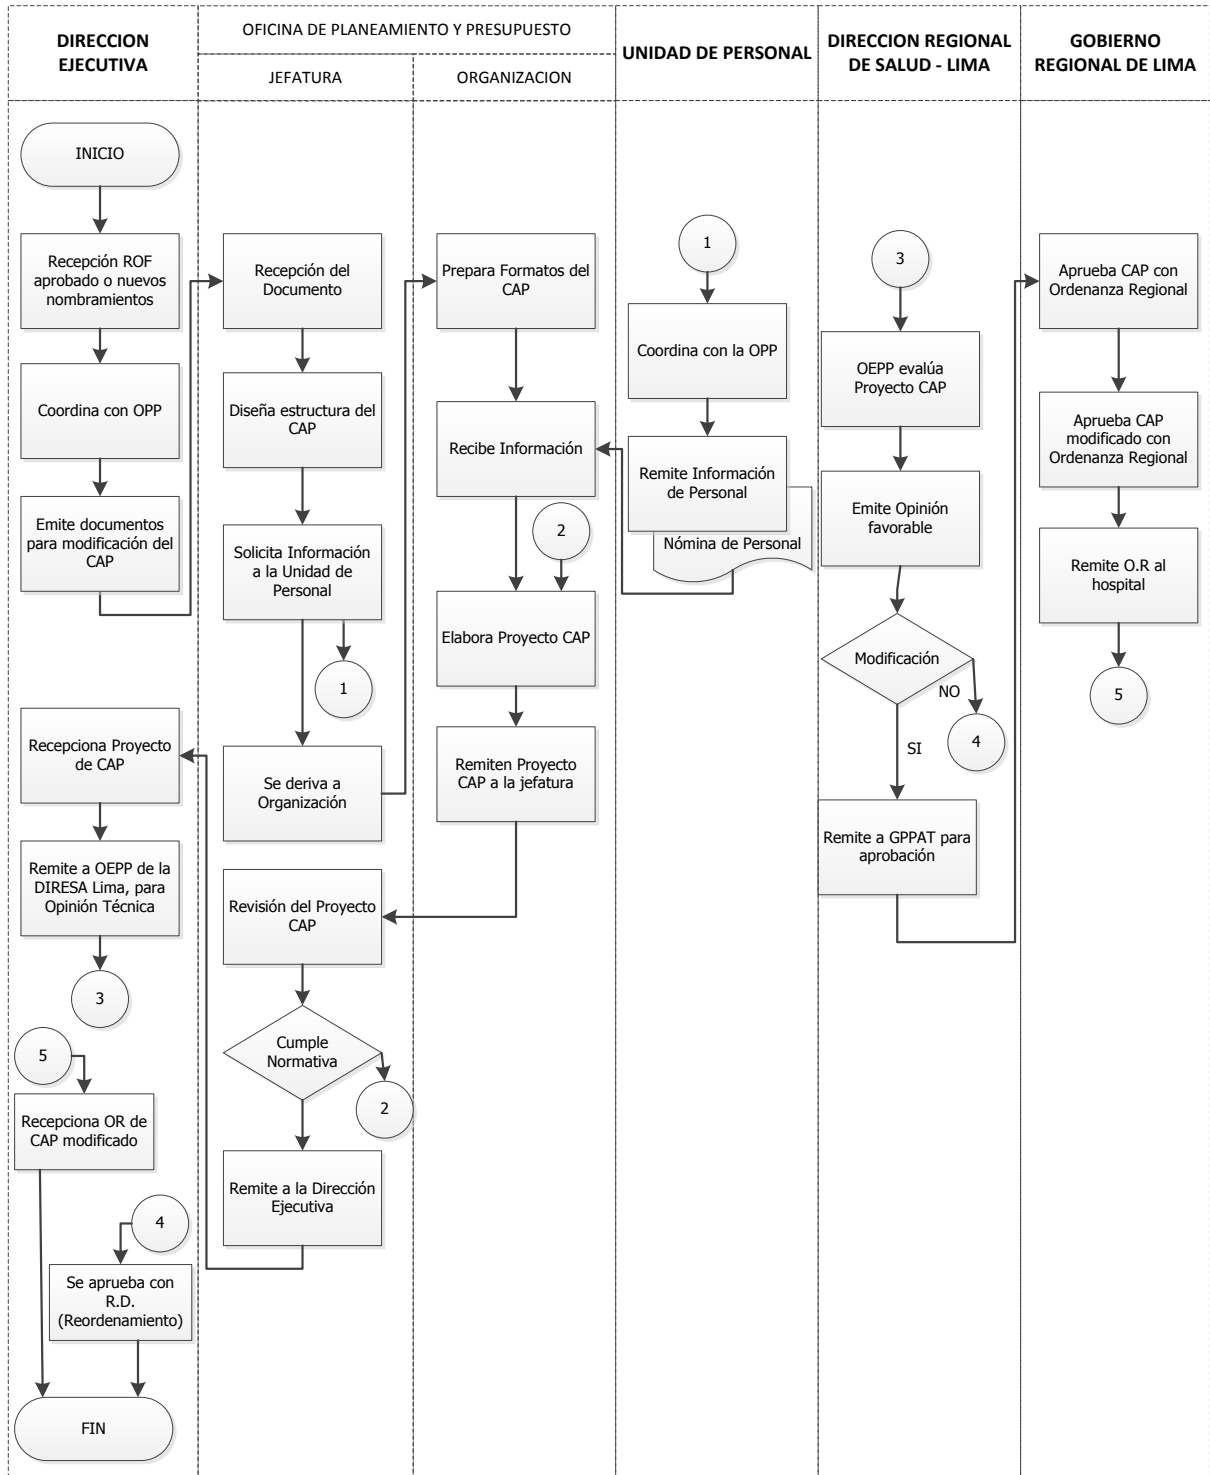 DIRECCION
EJECUTIVA
OFICINA DE PLANEAMIENTO Y PRESUPUESTO
JEFATURA
ORGANIZACION
UNIDAD DE PERSONAL
DIRECCION REGIONAL
DE SALUD - LIMA
GOBIERNO
REGIONAL DE LIMA
INICIO
Recepción ROF
aprobado o nuevos
nombramientos
Coordina con OPP
Emite documentos
para modificación del
CAP
Recepciona Proyecto
de CAP
Remite a OEPP de la
DIRESA Lima, para
Opinión Técnica
3
5
Recepciona OR de
CAP modificado
4
Se aprueba con
R.D.
(Reordenamiento)
FIN
Recepción del
Documento
Diseña estructura del
CAP
Solicita Información
a la Unidad de
Personal
1
Se deriva a
Organización
Revisión del Proyecto
CAP
Cumple
Normativa
2
Remite a la Dirección
Ejecutiva
Prepara Formatos del
CAP
Recibe Información
2
Elabora Proyecto CAP
Remiten Proyecto
CAP a la jefatura
1
Coordina con la OPP
Remite Información
de Personal
Nómina de Personal
3
OEPP evalúa
Proyecto CAP
Emite Opinión
favorable
Modificación
NO
4
SI
Remite a GPPAT para
aprobación
Aprueba CAP con
Ordenanza Regional
Aprueba CAP
modificado con
Ordenanza Regional
Remite O.R al
hospital
5